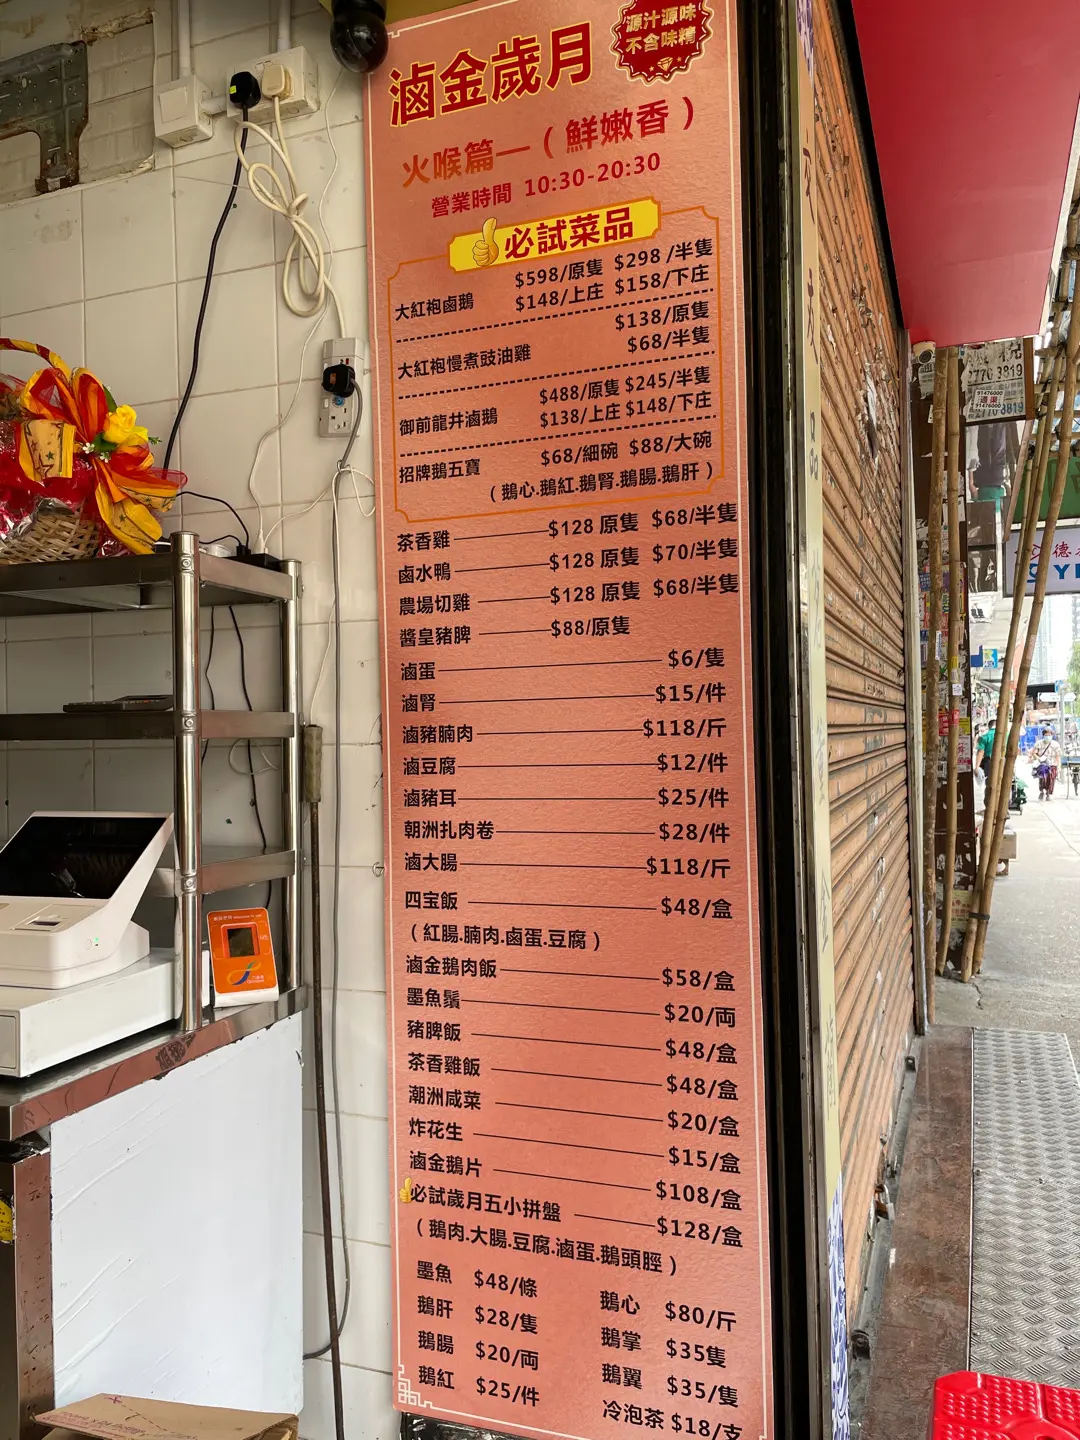 源汁源味
不含味精
滷金歲月
火喉篇—（鮮嫩香）
營業時間 10:30-20:30
必試菜品
$598/原隻 $298/半隻
大紅袍鹵鵝 $148/上庄 $158/下庄
$138/原隻
大紅袍慢煮豉油雞 $68/半隻
$488/原隻 $245/半隻
御前龍井滷鵝 $138/上庄 $148/下庄
招牌鵝五寶 $68/細碗 $88/大碗
（鵝心.鵝紅.鵝腎.鵝腸.鵝肝）
茶香雞 $128 原隻 $68/半隻
鹵水鴨 $128 原隻 $70/半隻
農場切雞 $128 原隻 $68/半隻
醬皇豬脾 $88/原隻
滷蛋 $6/隻
滷腎 $15/件
滷豬腩肉 $118/斤
滷豆腐 $12/件
滷豬耳 $25/件
朝洲扎肉卷 $28/件
滷大腸 $118/斤
四宝飯 $48/盒
（紅腸.腩肉.鹵蛋.豆腐）
滷金鵝肉飯 $58/盒
墨魚鬚 $20/両
豬脾飯 $48/盒
茶香雞飯 $48/盒
潮洲咸菜 $20/盒
炸花生 $15/盒
滷金鵝片 $108/盒
必試歲月五小拼盤 $128/盒
（鵝肉.大腸.豆腐.滷蛋.鵝頭脛）
墨魚 $48/條 鵝心 $80/斤
鵝肝 $28/隻 鵝掌 $35隻
鵝腸 $20/両 鵝翼 $35/隻
鵝紅 $25/件 冷泡茶 $18/支
2770 3819
91476000
通渠
德